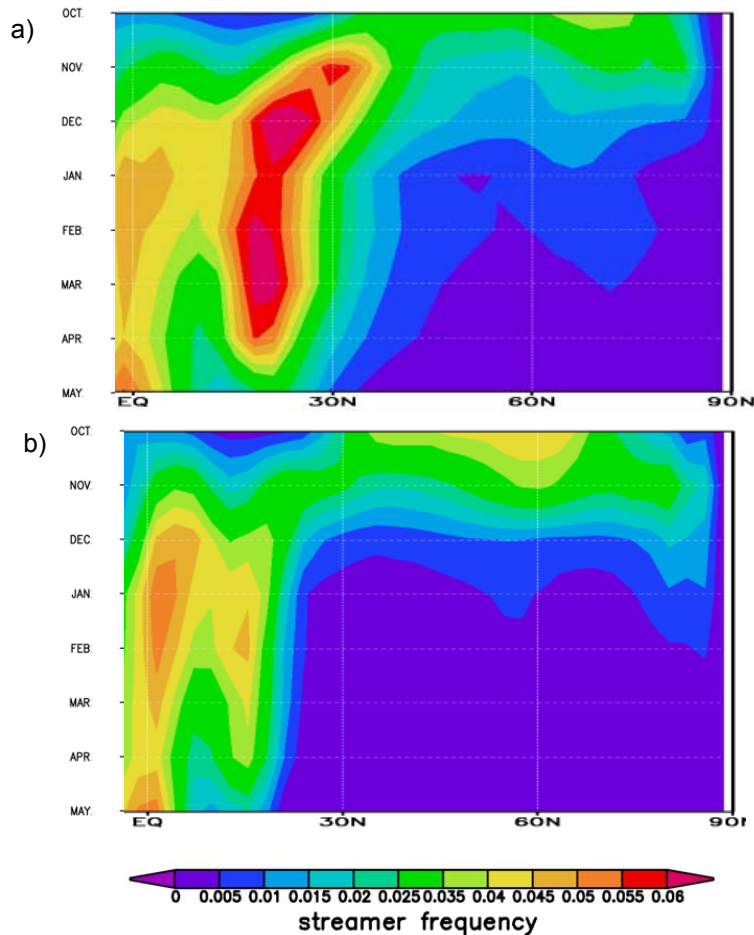 a)
OCT.
NOV.
DEC.
JAN.
FEB.
MAR.
APR.
MAY.
EQ 30N 60N 90N
b)
OCT.
NOV.
DEC.
JAN.
FEB.
MAR.
APR.
MAY.
EQ 30N 60N 90N
0 0.005 0.01 0.015 0.02 0.025 0.035 0.04 0.045 0.05 0.055 0.06
streamer frequency